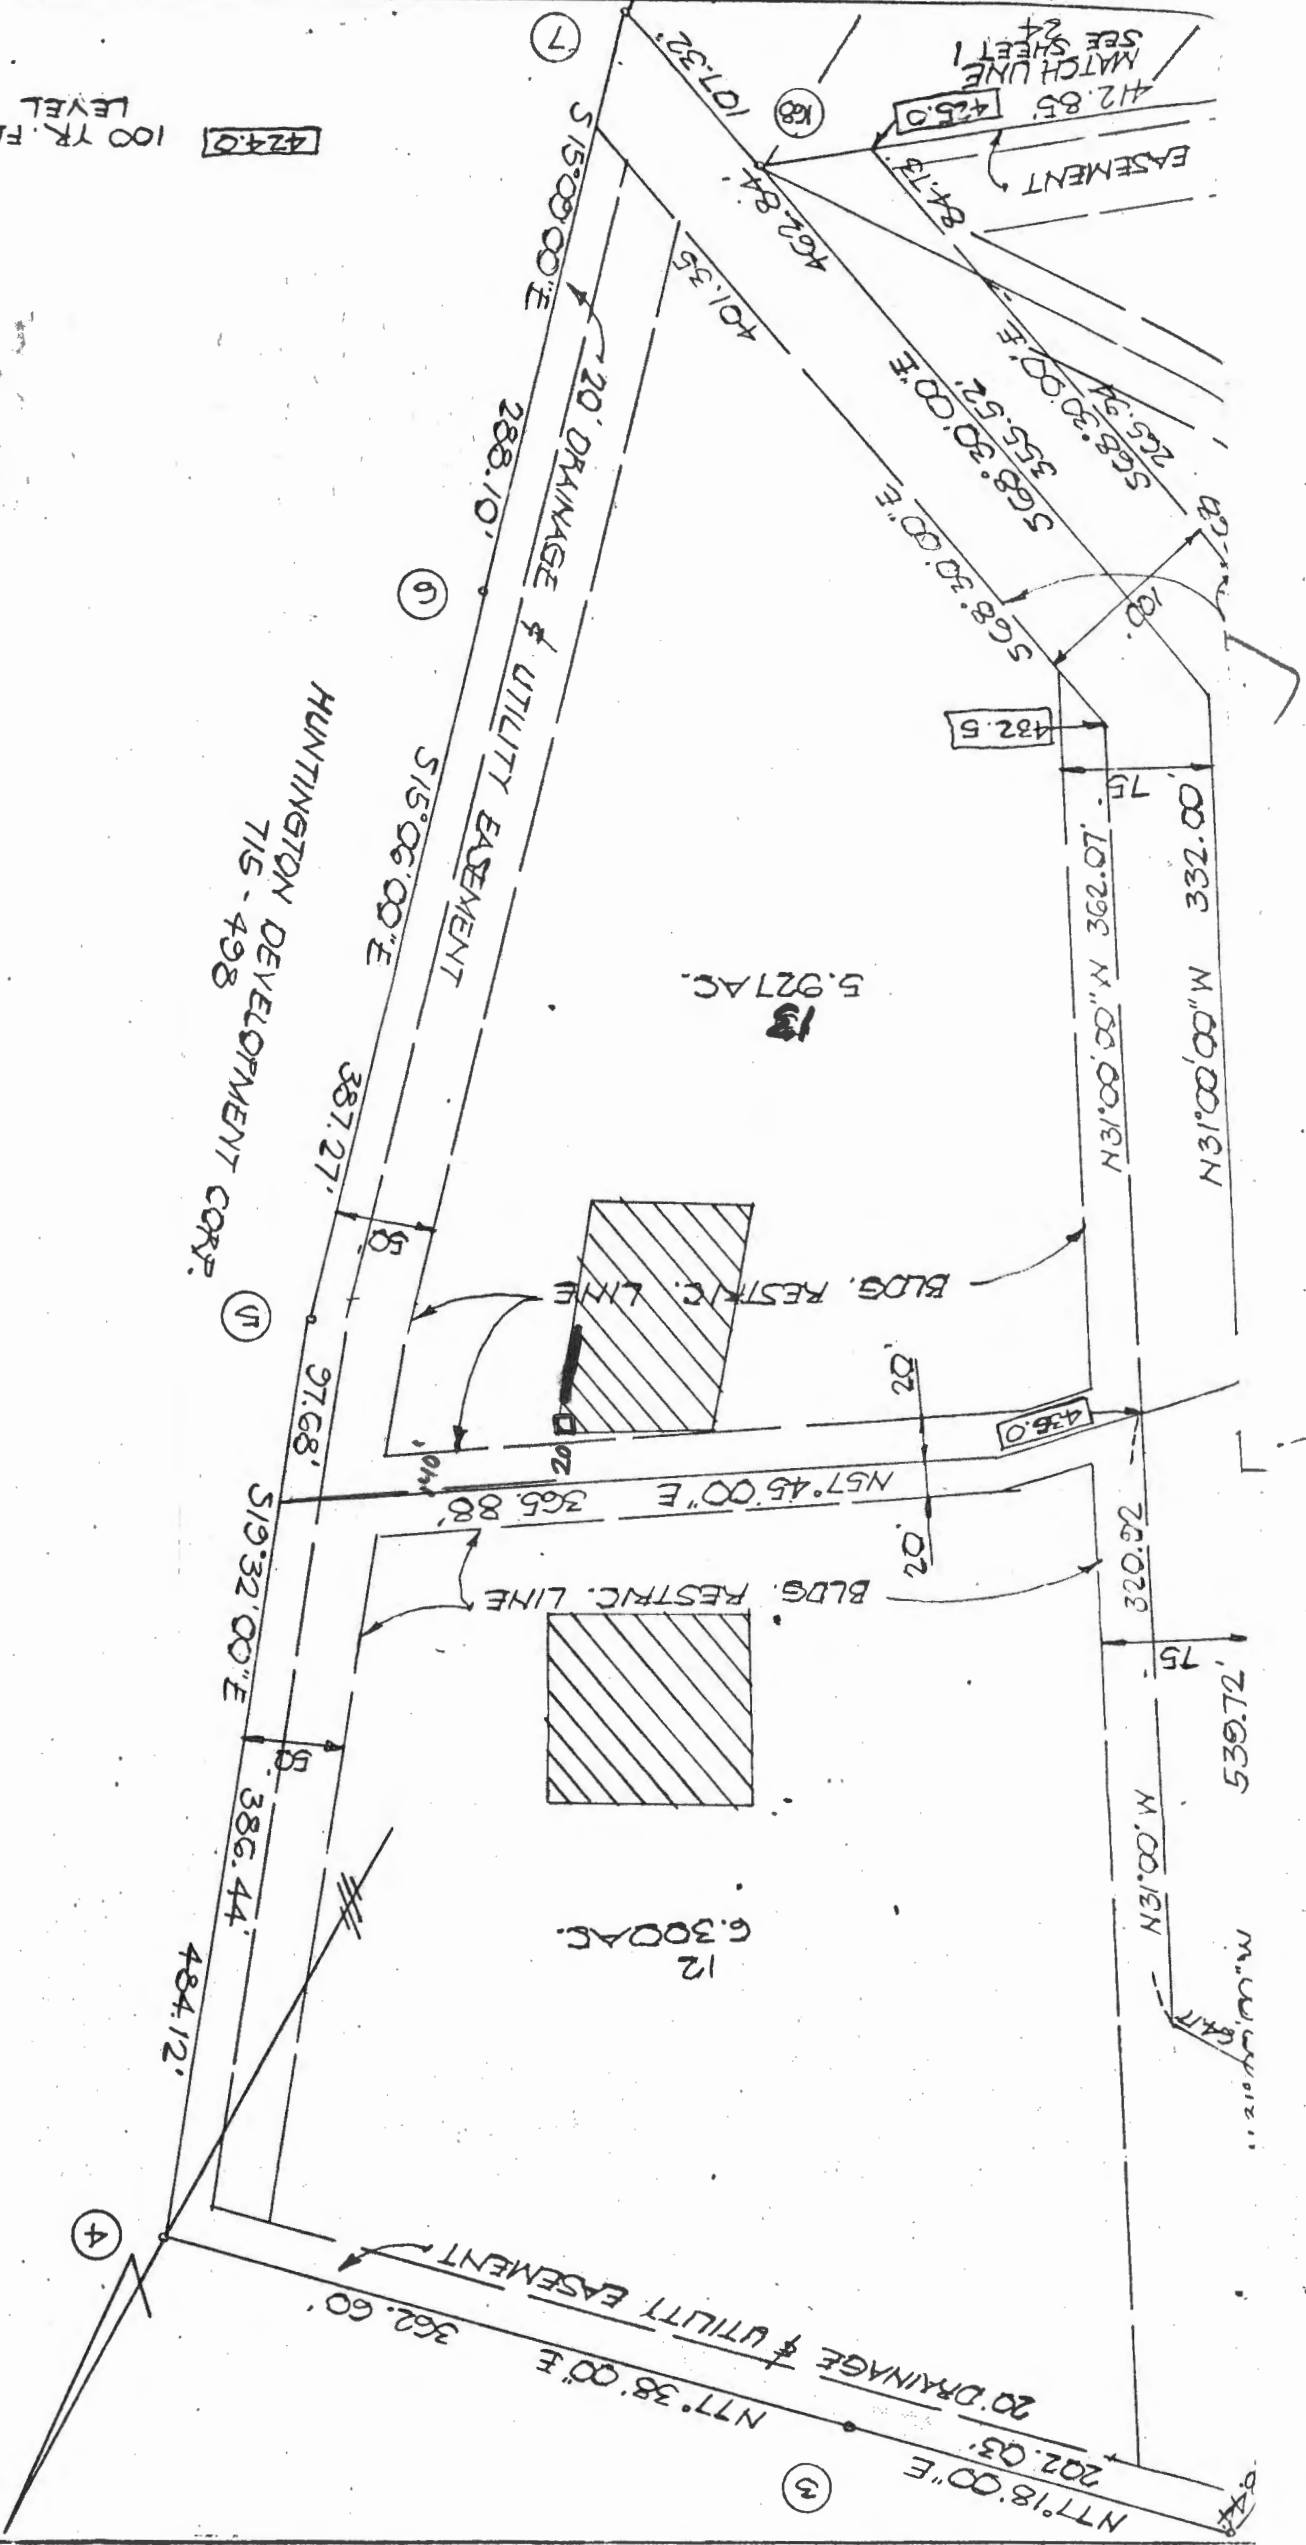 N77°18'00"E
202.03'
3
20' DRAINAGE & UTILITY EASEMENT
N77°38'00"E
362.60'
4
484.12'
386.44'
S19°32'00"E
97.68'
50'
12
6.300 AC.
N31°00'W
539.72'
75'
320.92
BLDG. RESTRIC. LINE
20'
N57°45'00"E
365.88'
20'
436.0
40'
20
BLDG. RESTRIC. LINE
5
HUNTINGTON DEVELOPMENT CORP.
715-498
387.27'
50'
S15°06'00"E
13
5.927 AC.
N31°00'00"W 362.07'
N31°00'00"W 332.00'
75'
432.5
20' DRAINAGE & UTILITY EASEMENT
6
288.10'
S15°09'00"E
7
100'
S68°30'00"E
401.35
S68°30'00"E
355.52'
462.84'
107.32'
S68°30'00"E
265.94
84.73'
168
425.0
EASEMENT
412.85'
MATCH LINE
SEE SHEET 1
24
424.0
100 YR. FL
LEVEL